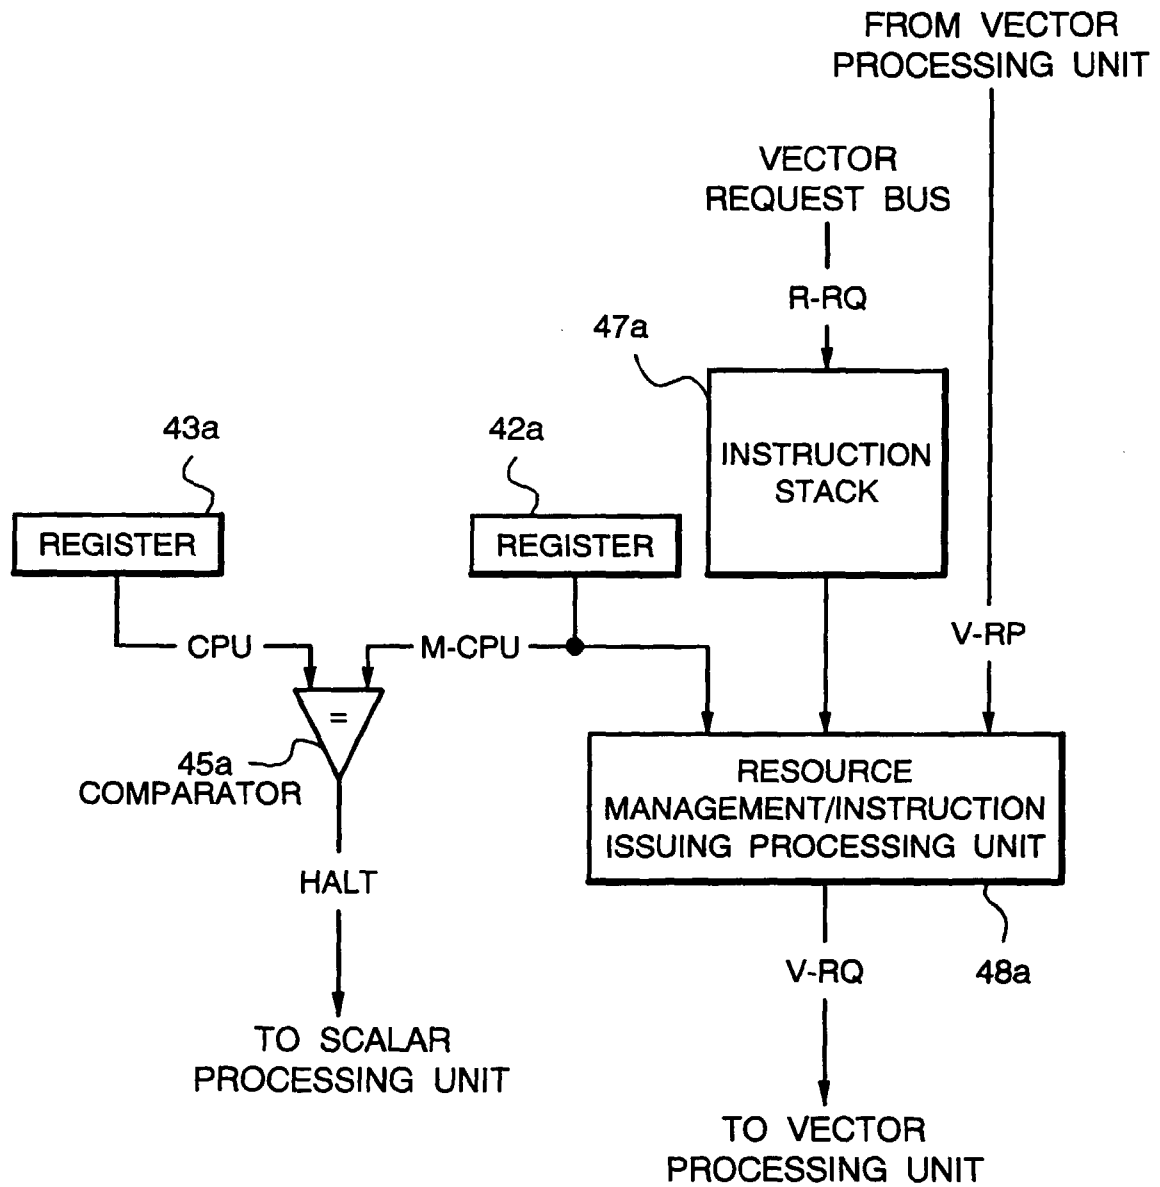 FROM VECTOR
PROCESSING UNIT
VECTOR
REQUEST BUS
R-RQ
47a
43a
42a
INSTRUCTION
STACK
REGISTER
REGISTER
V-RP
CPU
M-CPU
=
45a
COMPARATOR
RESOURCE
MANAGEMENT/INSTRUCTION
ISSUING PROCESSING UNIT
HALT
V-RQ
48a
TO SCALAR
PROCESSING UNIT
TO VECTOR
PROCESSING UNIT